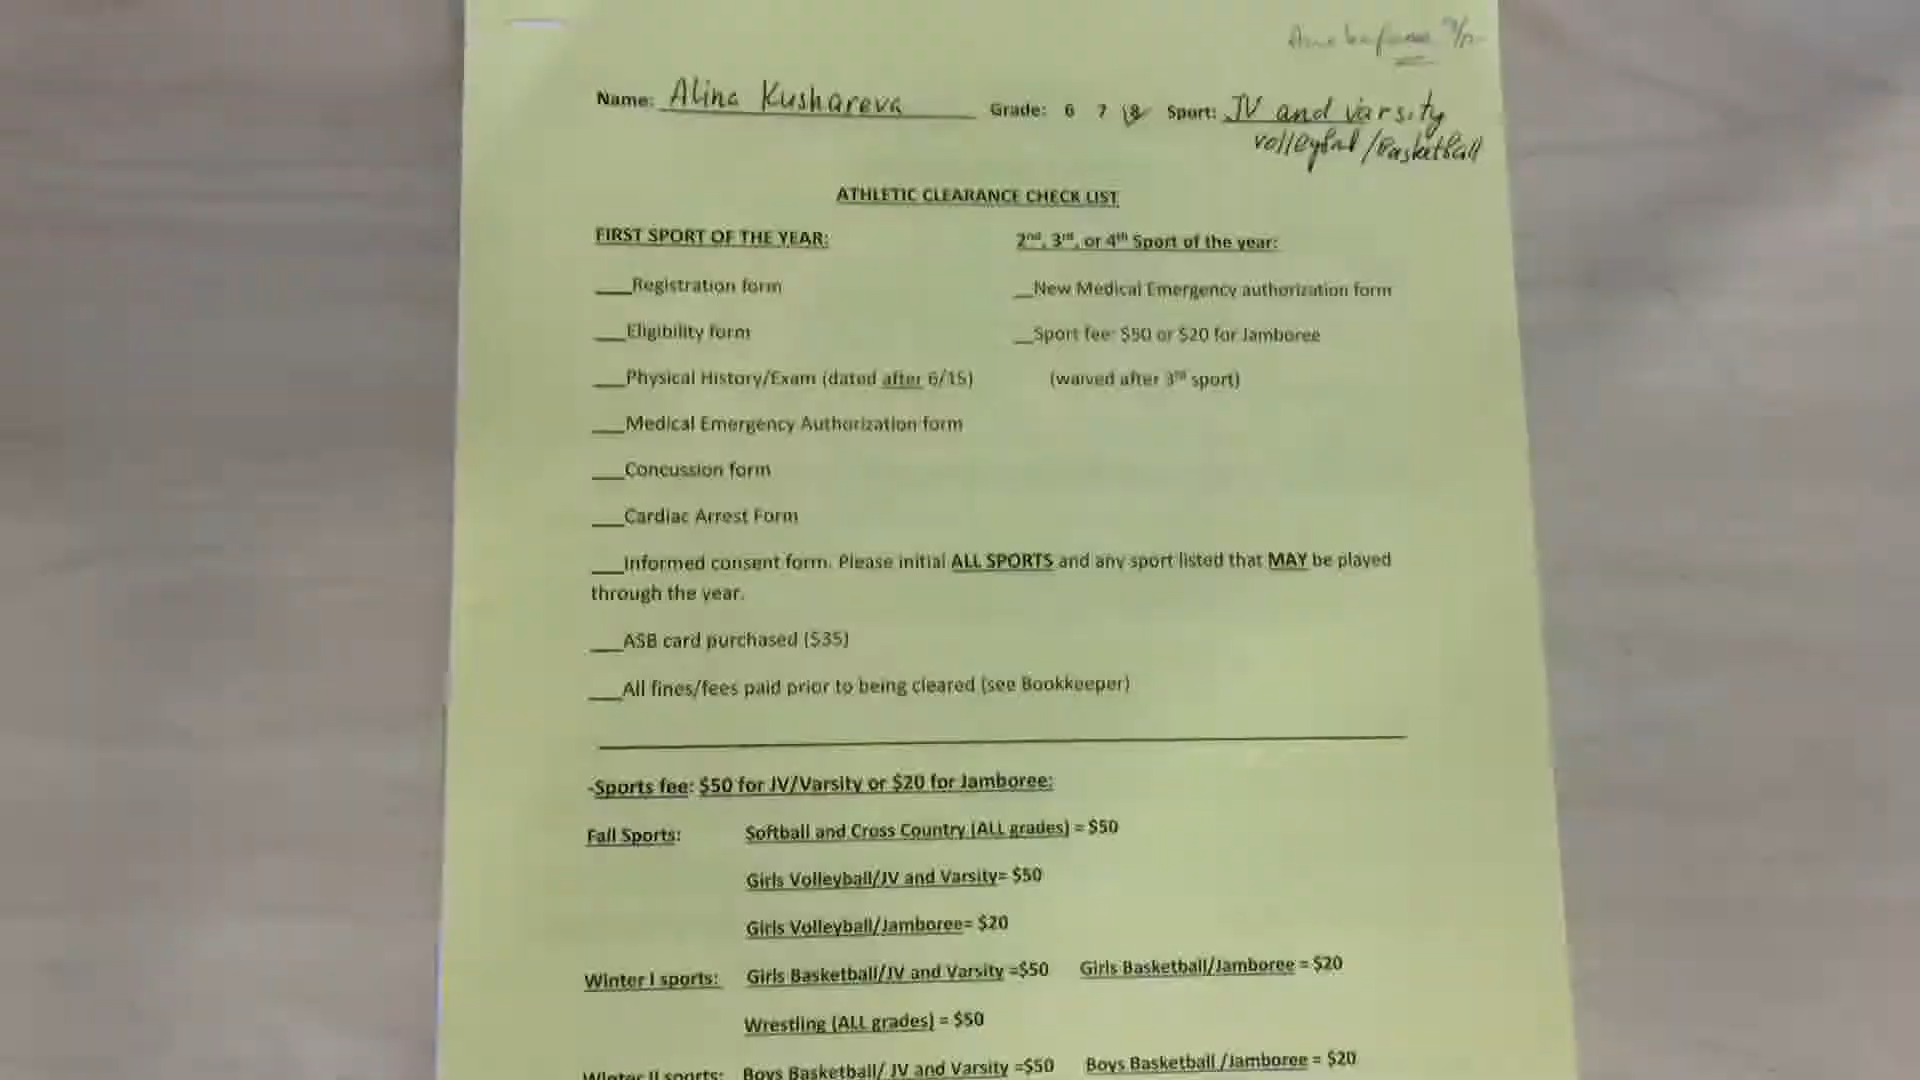 Name: Alina Kushareva Grade: 6 7 8 Sport: JV and varsity
volleyball/Basketball
ATHLETIC CLEARANCE CHECK LIST
FIRST SPORT OF THE YEAR:
2nd, 3rd, or 4th Sport of the year:
___Registration form
__New Medical Emergency authorization form
___Eligibility form
__Sport fee: $50 or $20 for Jamboree
___Physical History/Exam (dated after 6/15)
(waived after 3rd sport)
___Medical Emergency Authorization form
___Concussion form
___Cardiac Arrest Form
___Informed consent form. Please initial ALL SPORTS and any sport listed that MAY be played
through the year.
___ASB card purchased ($35)
___All fines/fees paid prior to being cleared (see Bookkeeper)
-Sports fee: $50 for JV/Varsity or $20 for Jamboree:
Fall Sports: Softball and Cross Country (ALL grades) = $50
Girls Volleyball/JV and Varsity= $50
Girls Volleyball/Jamboree= $20
Winter I sports: Girls Basketball/JV and Varsity =$50 Girls Basketball/Jamboree = $20
Wrestling (ALL grades) = $50
Winter II sports: Boys Basketball/ JV and Varsity =$50 Boys Basketball /Jamboree = $20